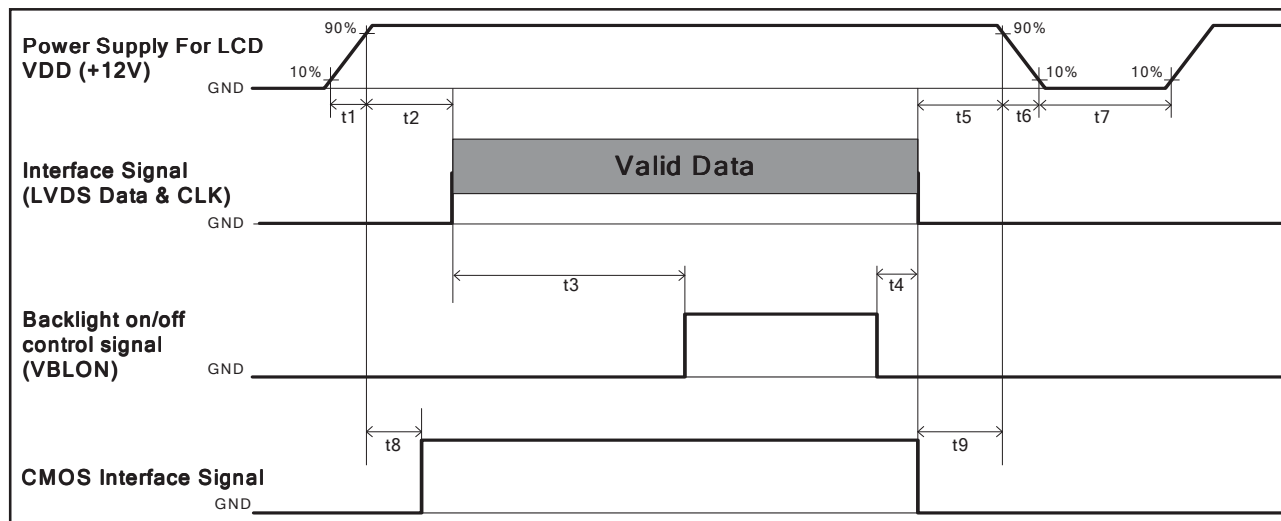 Power Supply For LCD
VDD (+12V)
GND
10%
90%
90%
10%
10%
t1
t2
t5
t6
t7
Interface Signal
(LVDS Data & CLK)
GND
Valid Data
t3
t4
Backlight on/off
control signal
(VBLON)
GND
t8
t9
CMOS Interface Signal
GND